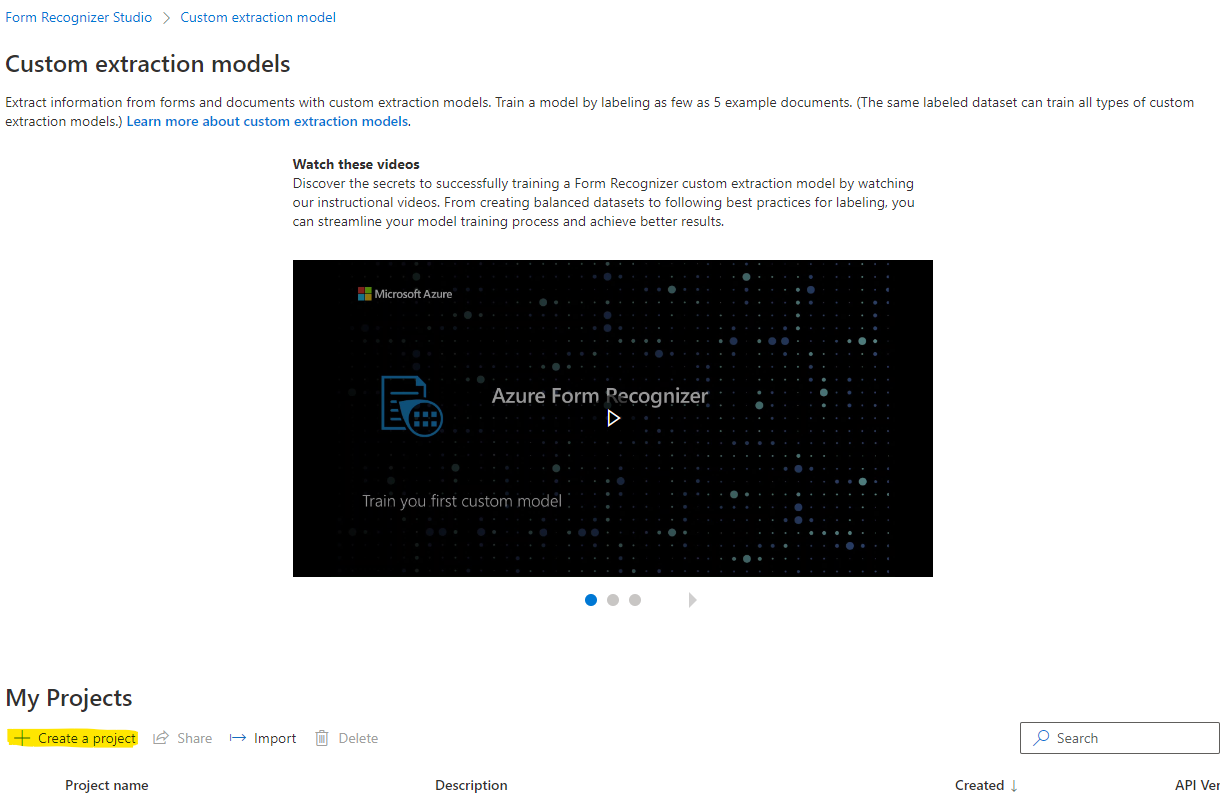 Form Recognizer Studio > Custom extraction model
Custom extraction models
Extract information from forms and documents with custom extraction models. Train a model by labeling as few as 5 example documents. (The same labeled dataset can train all types of custom
extraction models.) Learn more about custom extraction models.
Watch these videos
Discover the secrets to successfully training a Form Recognizer custom extraction model by watching
our instructional videos. From creating balanced datasets to following best practices for labeling, you
can streamline your model training process and achieve better results.
Microsoft Azure
Azure Form Recognizer
Train you first custom model
My Projects
Create a project Share Import Delete Search
Project name Description Created ↓ API Ver